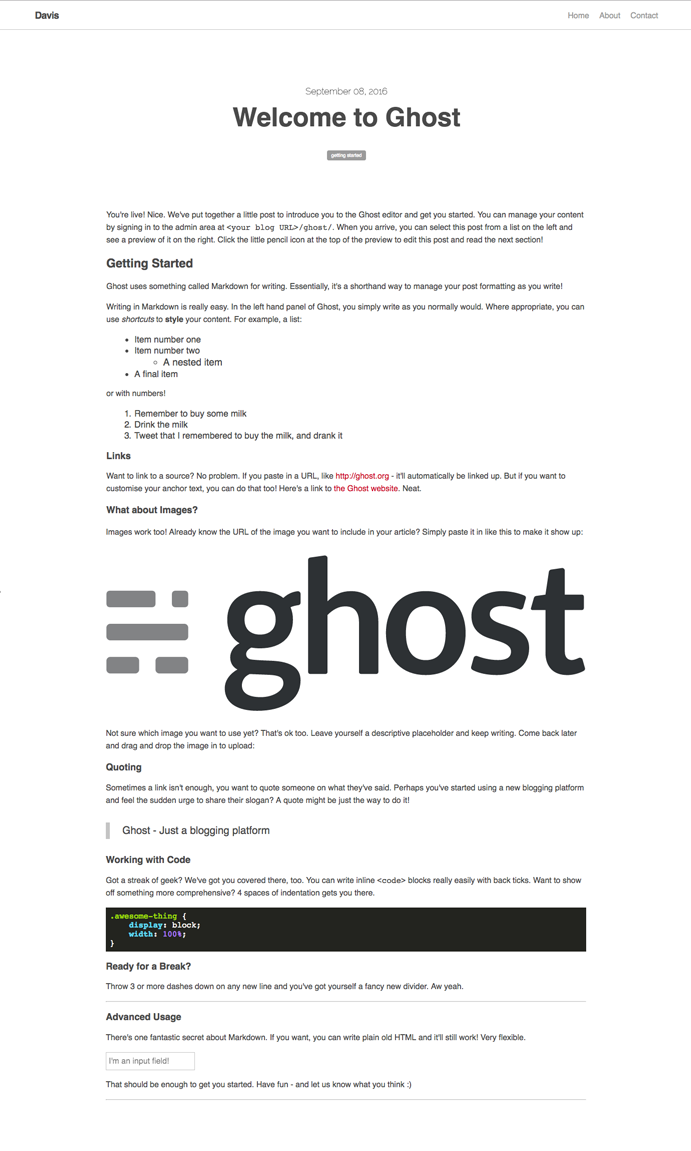 Davis
Home About Contact
September 08, 2016
Welcome to Ghost
getting started
You're live! Nice. We've put together a little post to introduce you to the Ghost editor and get you started. You can manage your content
by signing in to the admin area at <your blog URL>/ghost/. When you arrive, you can select this post from a list on the left and
see a preview of it on the right. Click the little pencil icon at the top of the preview to edit this post and read the next section!
Getting Started
Ghost uses something called Markdown for writing. Essentially, it's a shorthand way to manage your post formatting as you write!
Writing in Markdown is really easy. In the left hand panel of Ghost, you simply write as you normally would. Where appropriate, you can
use shortcuts to style your content. For example, a list:
• Item number one
• Item number two
◦ A nested item
• A final item
or with numbers!
1. Remember to buy some milk
2. Drink the milk
3. Tweet that I remembered to buy the milk, and drank it
Links
Want to link to a source? No problem. If you paste in a URL, like http://ghost.org - it'll automatically be linked up. But if you want to
customise your anchor text, you can do that too! Here's a link to the Ghost website. Neat.
What about Images?
Images work too! Already know the URL of the image you want to include in your article? Simply paste it in like this to make it show up:
ghost
Not sure which image you want to use yet? That's ok too. Leave yourself a descriptive placeholder and keep writing. Come back later
and drag and drop the image in to upload:
Quoting
Sometimes a link isn't enough, you want to quote someone on what they've said. Perhaps you've started using a new blogging platform
and feel the sudden urge to share their slogan? A quote might be just the way to do it!
Ghost - Just a blogging platform
Working with Code
Got a streak of geek? We've got you covered there, too. You can write inline <code> blocks really easily with back ticks. Want to show
off something more comprehensive? 4 spaces of indentation gets you there.
.awesome-thing {
    display: block;
    width: 100%;
}
Ready for a Break?
Throw 3 or more dashes down on any new line and you've got yourself a fancy new divider. Aw yeah.
Advanced Usage
There's one fantastic secret about Markdown. If you want, you can write plain old HTML and it'll still work! Very flexible.
I'm an input field!
That should be enough to get you started. Have fun - and let us know what you think :)